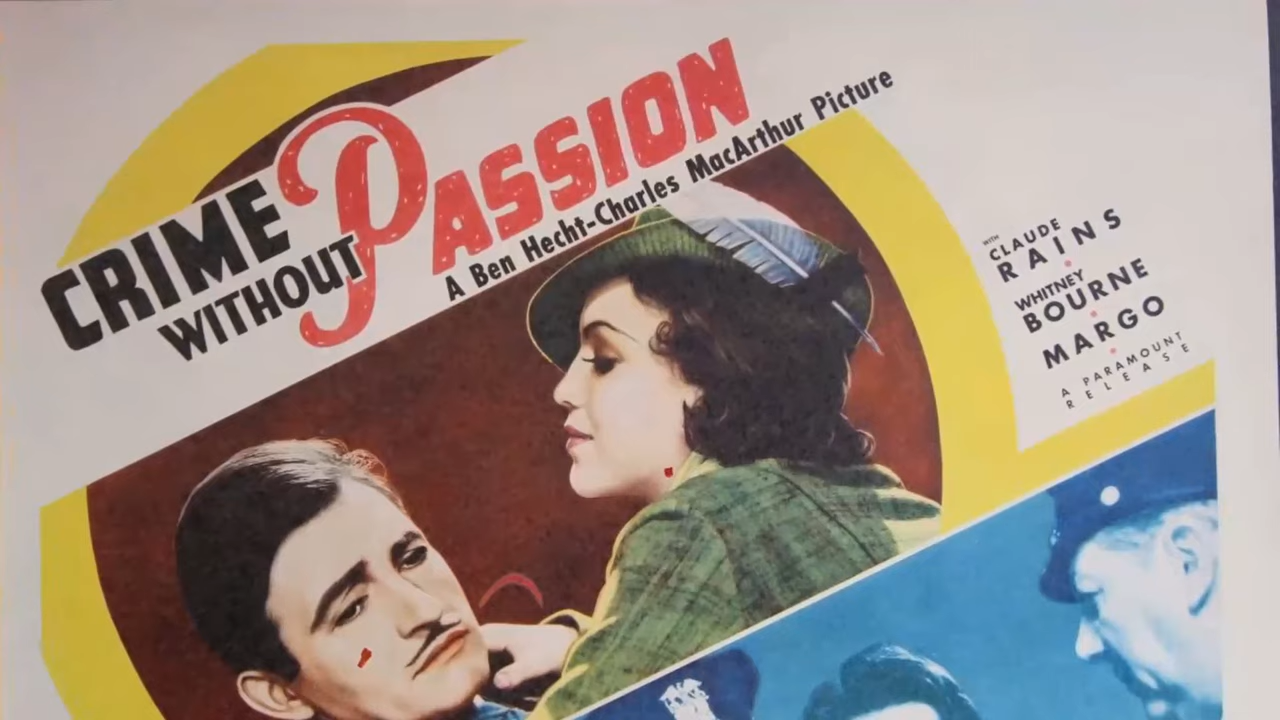 CRIME
WITHOUT
PASSION
A Ben Hecht-Charles MacArthur Picture
WITH
CLAUDE
RAINS
WHITNEY
BOURNE
MARGO
A PARAMOUNT
RELEASE